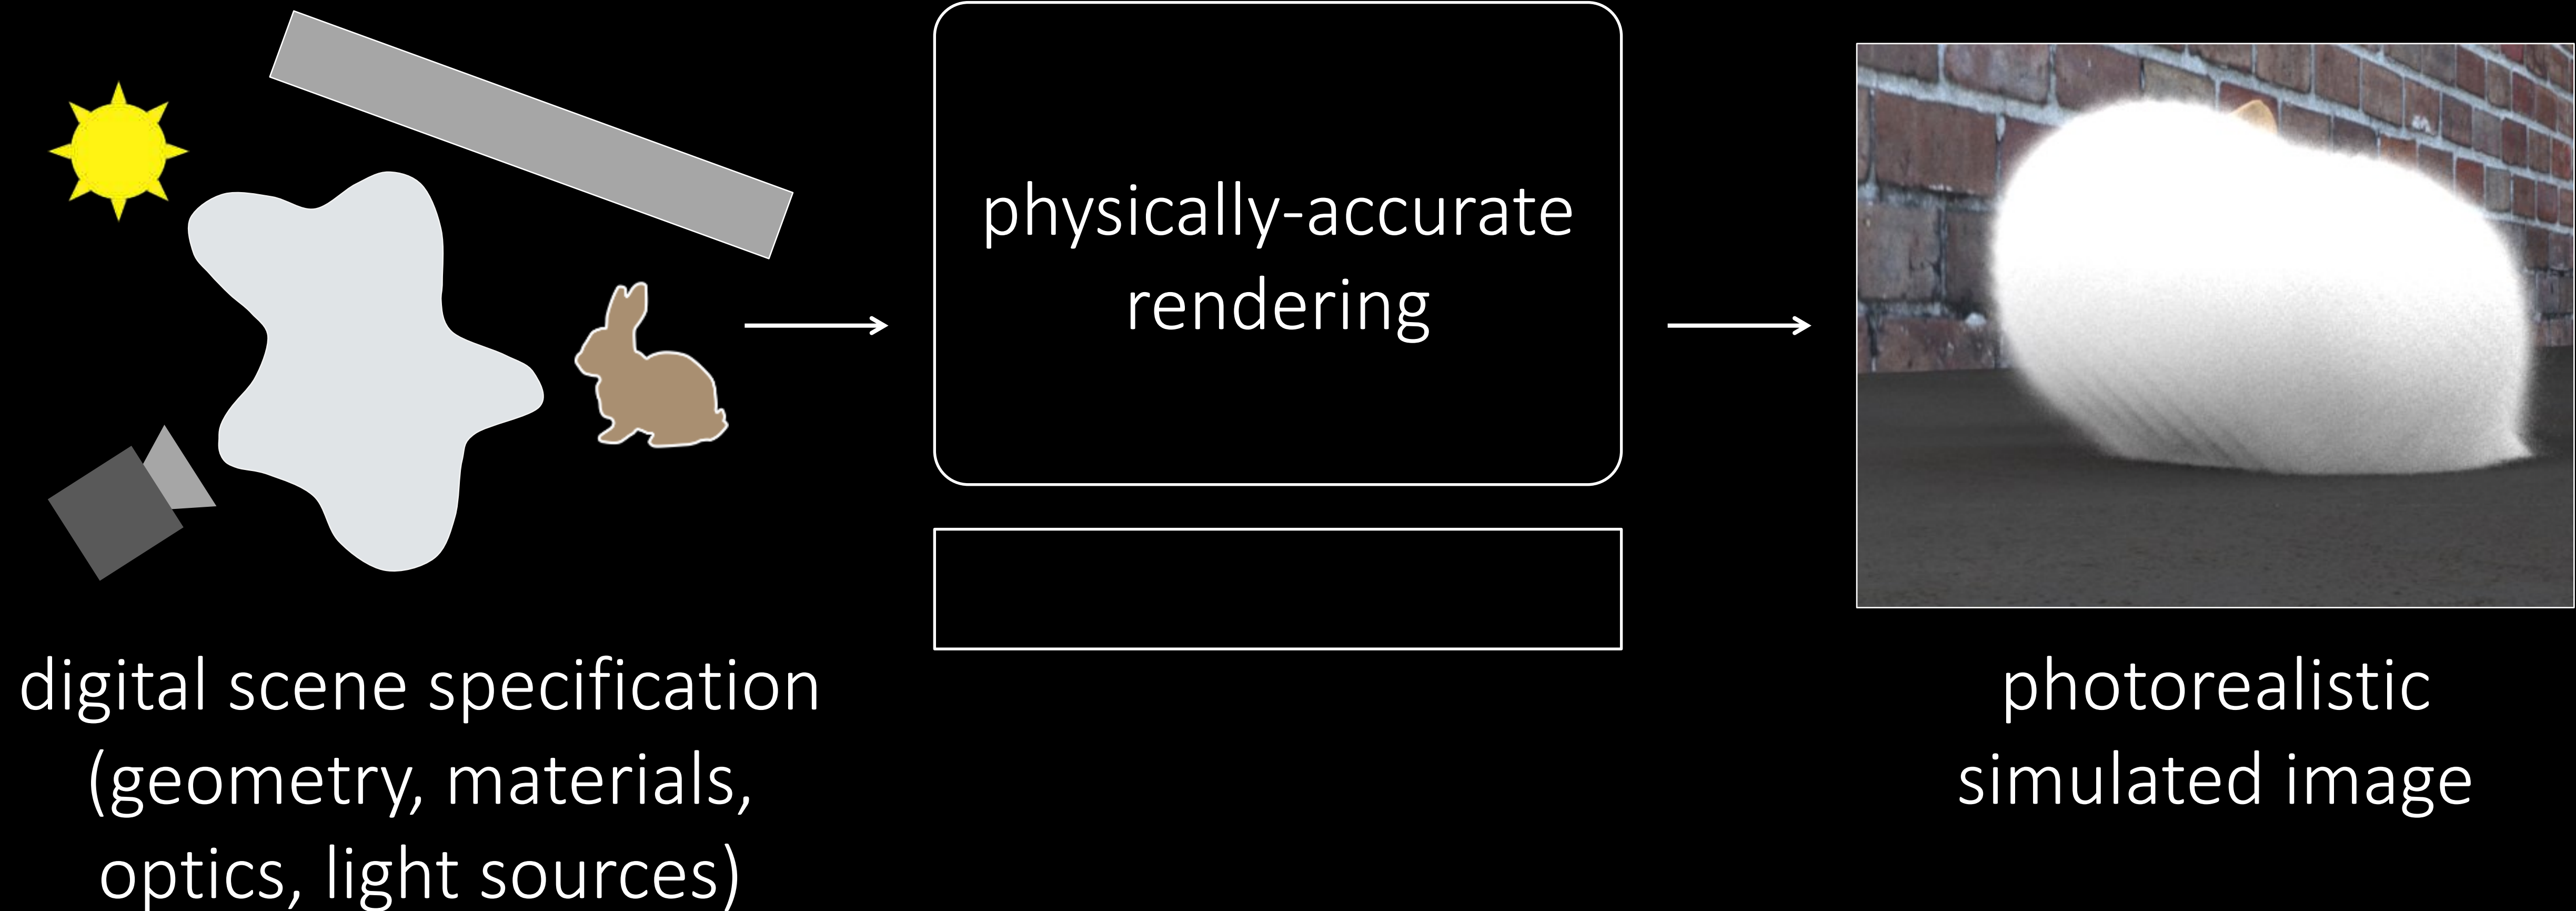 physically-accurate
rendering
digital scene specification
(geometry, materials,
optics, light sources)
photorealistic
simulated image